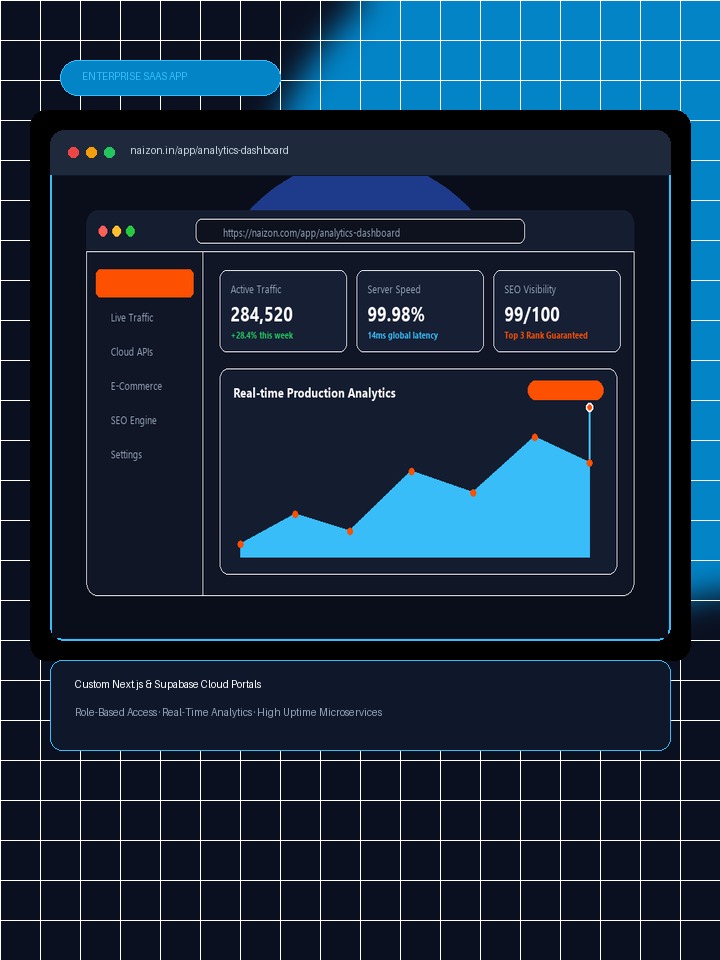 ENTERPRISE SAAS APP
naizon.in/app/analytics-dashboard
https://naizon.com/app/analytics-dashboard
Live Traffic
Cloud APIs
E-Commerce
SEO Engine
Settings
Active Traffic
284,520
+28.4% this week
Server Speed
99.98%
14ms global latency
SEO Visibility
99/100
Top 3 Rank Guaranteed
Real-time Production Analytics
Custom Next.js & Supabase Cloud Portals
Role-Based Access · Real-Time Analytics · High Uptime Microservices